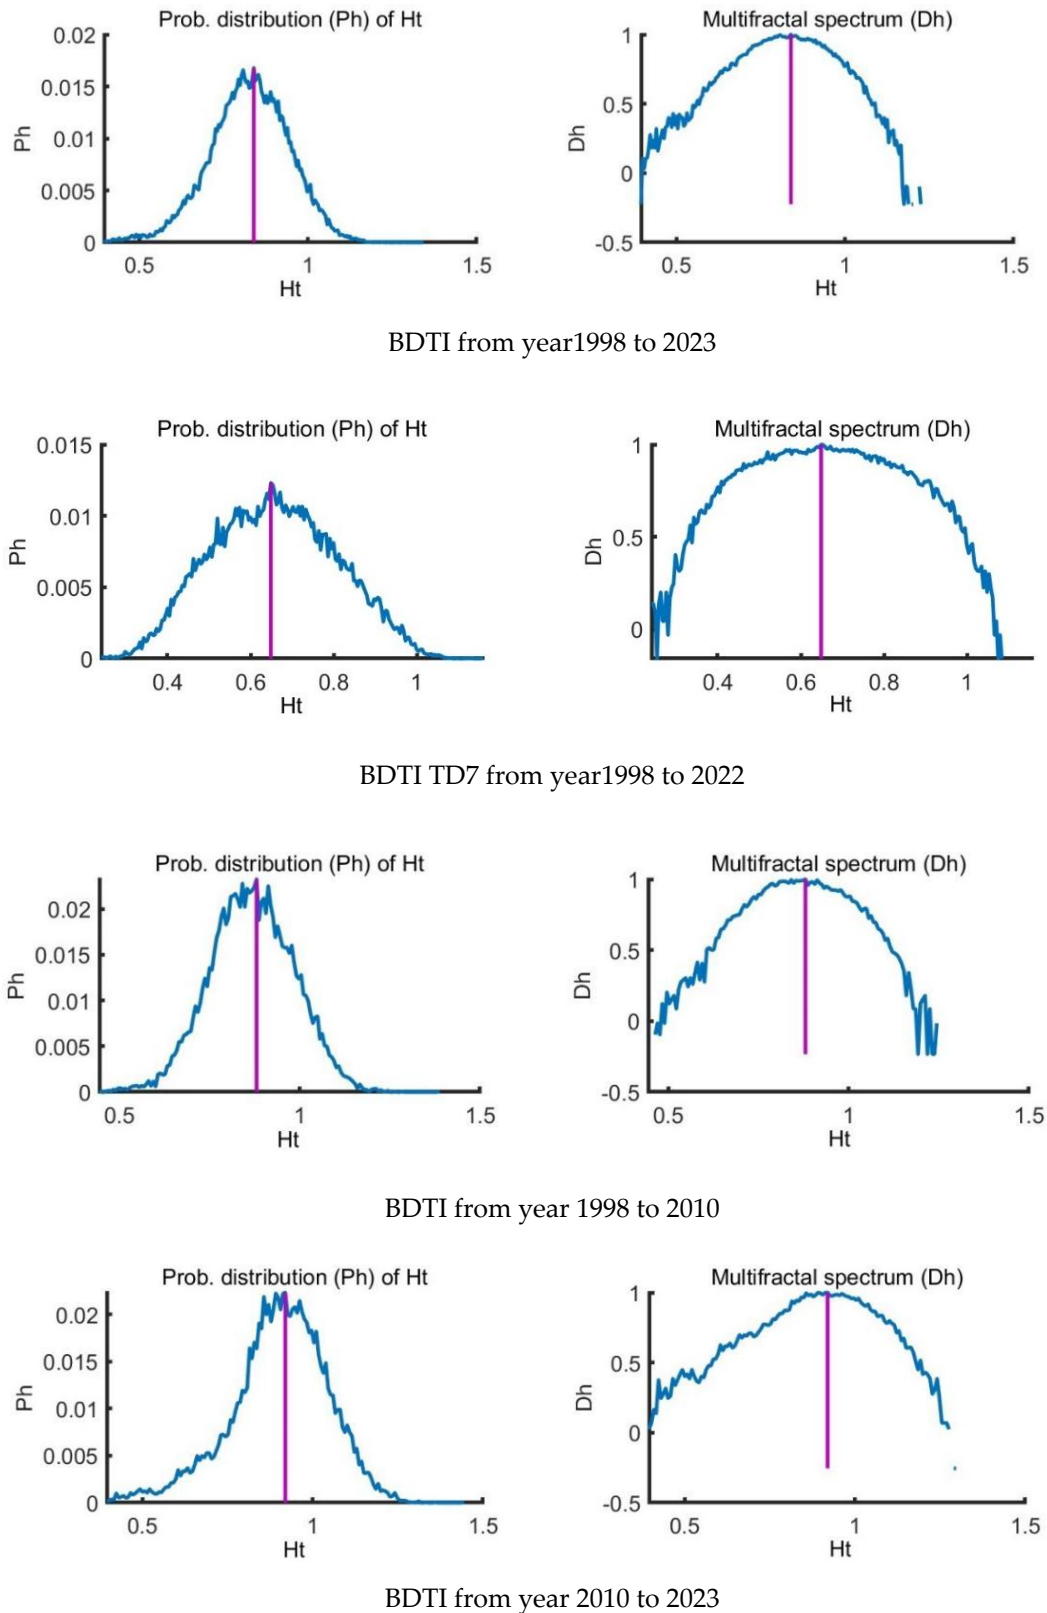 Prob. distribution (Ph) of Ht
Multifractal spectrum (Dh)
0.02
0.015
0.01
0.005
0
Ph
0.5
1
1.5
Ht
1
0.5
0
-0.5
Dh
0.5
1
1.5
Ht
BDTI from year1998 to 2023
Prob. distribution (Ph) of Ht
Multifractal spectrum (Dh)
0.015
0.01
0.005
0
Ph
0.4
0.6
0.8
1
Ht
1
0.5
0
Dh
0.4
0.6
0.8
1
Ht
BDTI TD7 from year1998 to 2022
Prob. distribution (Ph) of Ht
Multifractal spectrum (Dh)
0.02
0.015
0.01
0.005
0
Ph
0.5
1
1.5
Ht
1
0.5
0
-0.5
Dh
0.5
1
1.5
Ht
BDTI from year 1998 to 2010
Prob. distribution (Ph) of Ht
Multifractal spectrum (Dh)
0.02
0.015
0.01
0.005
0
Ph
0.5
1
1.5
Ht
1
0.5
0
-0.5
Dh
0.5
1
1.5
Ht
BDTI from year 2010 to 2023